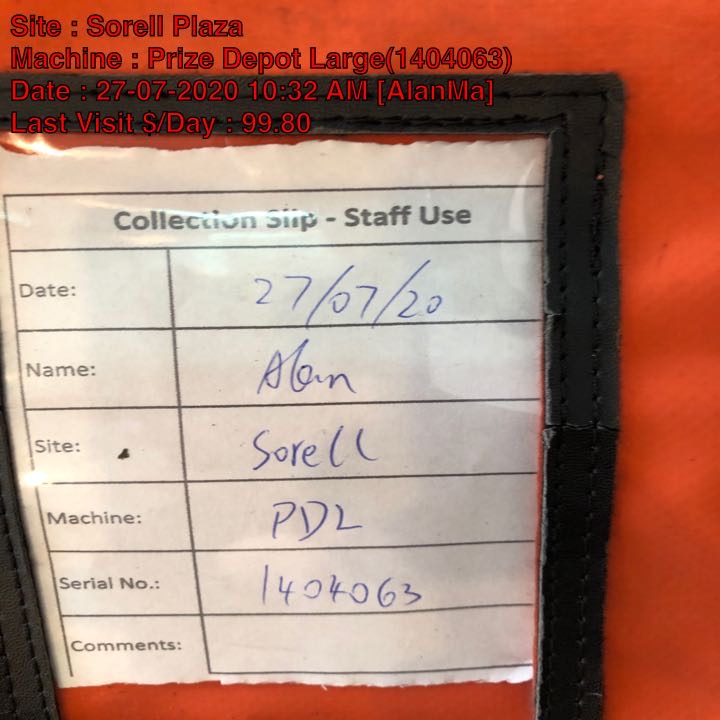 Site : Sorell Plaza
Machine : Prize Depot Large(1404063)
Date : 27-07-2020 10:32 AM [AlanMa]
Last Visit $/Day : 99.80
Collection Slip - Staff Use
Date: 27/07/20
Name: Alan
Site: Sorell
Machine: PDL
Serial No.: 1404063
Comments: